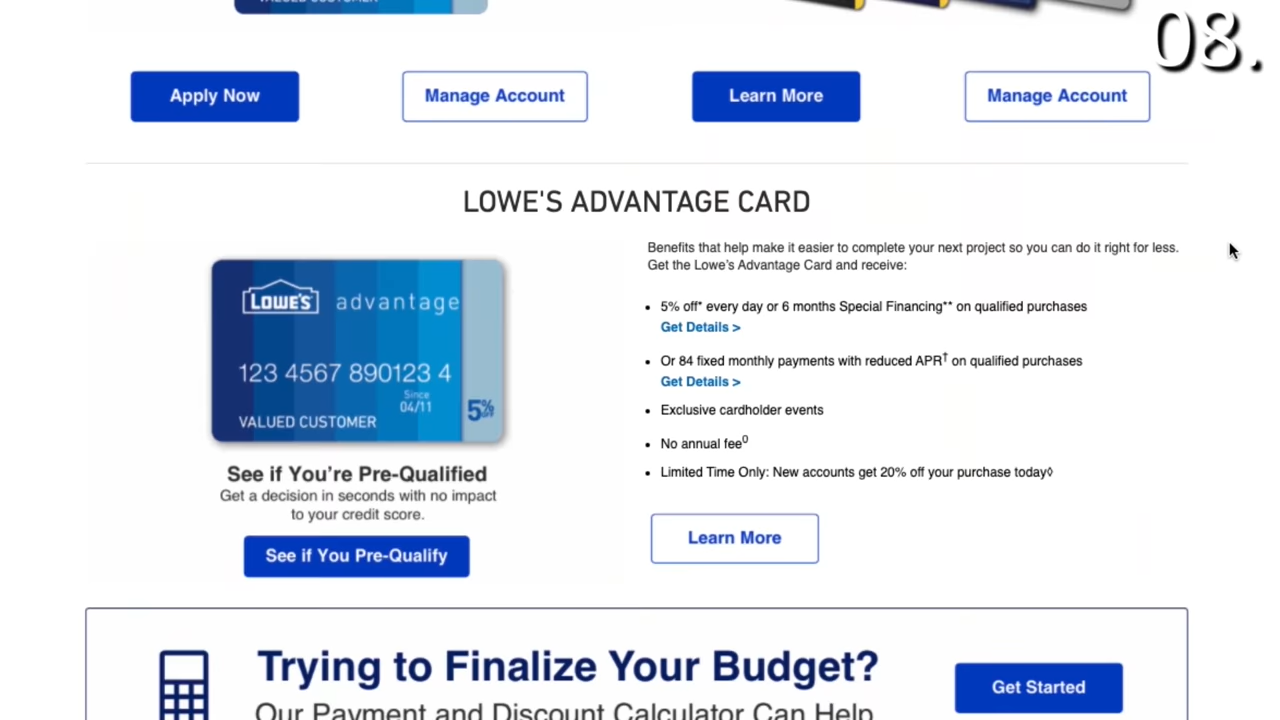 VALUED CUSTOMER
08.
Apply Now
Manage Account
Learn More
Manage Account
LOWE'S ADVANTAGE CARD
Benefits that help make it easier to complete your next project so you can do it right for less.
Get the Lowe's Advantage Card and receive:
LOWE'S advantage
123 4567 890123 4
Since
04/11
VALUED CUSTOMER
5% OFF
• 5% off* every day or 6 months Special Financing** on qualified purchases
Get Details >
• Or 84 fixed monthly payments with reduced APR† on qualified purchases
Get Details >
• Exclusive cardholder events
• No annual fee◊
• Limited Time Only: New accounts get 20% off your purchase today◊
See if You’re Pre-Qualified
Get a decision in seconds with no impact
to your credit score.
See if You Pre-Qualify
Learn More
Trying to Finalize Your Budget?
Our Payment and Discount Calculator Can Help
Get Started